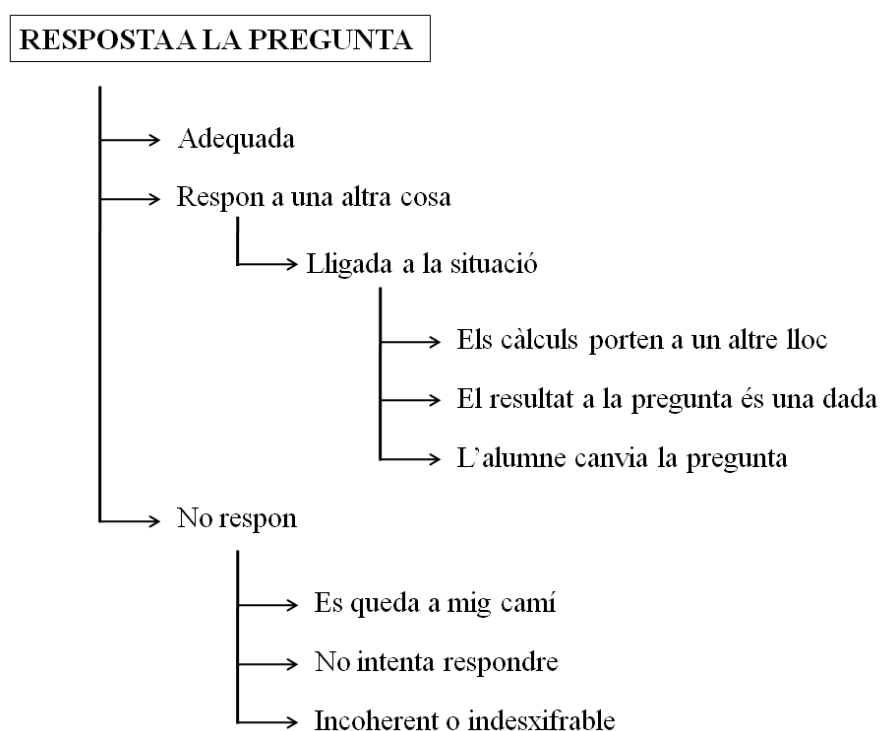 RESPOSTA A LA PREGUNTA
Adequada
Respon a una altra cosa
Lligada a la situació
Els càlculs porten a un altre lloc
El resultat a la pregunta és una dada
L’alumne canvia la pregunta
No respon
Es queda a mig camí
No intenta respondre
Incoherent o indesxifrable